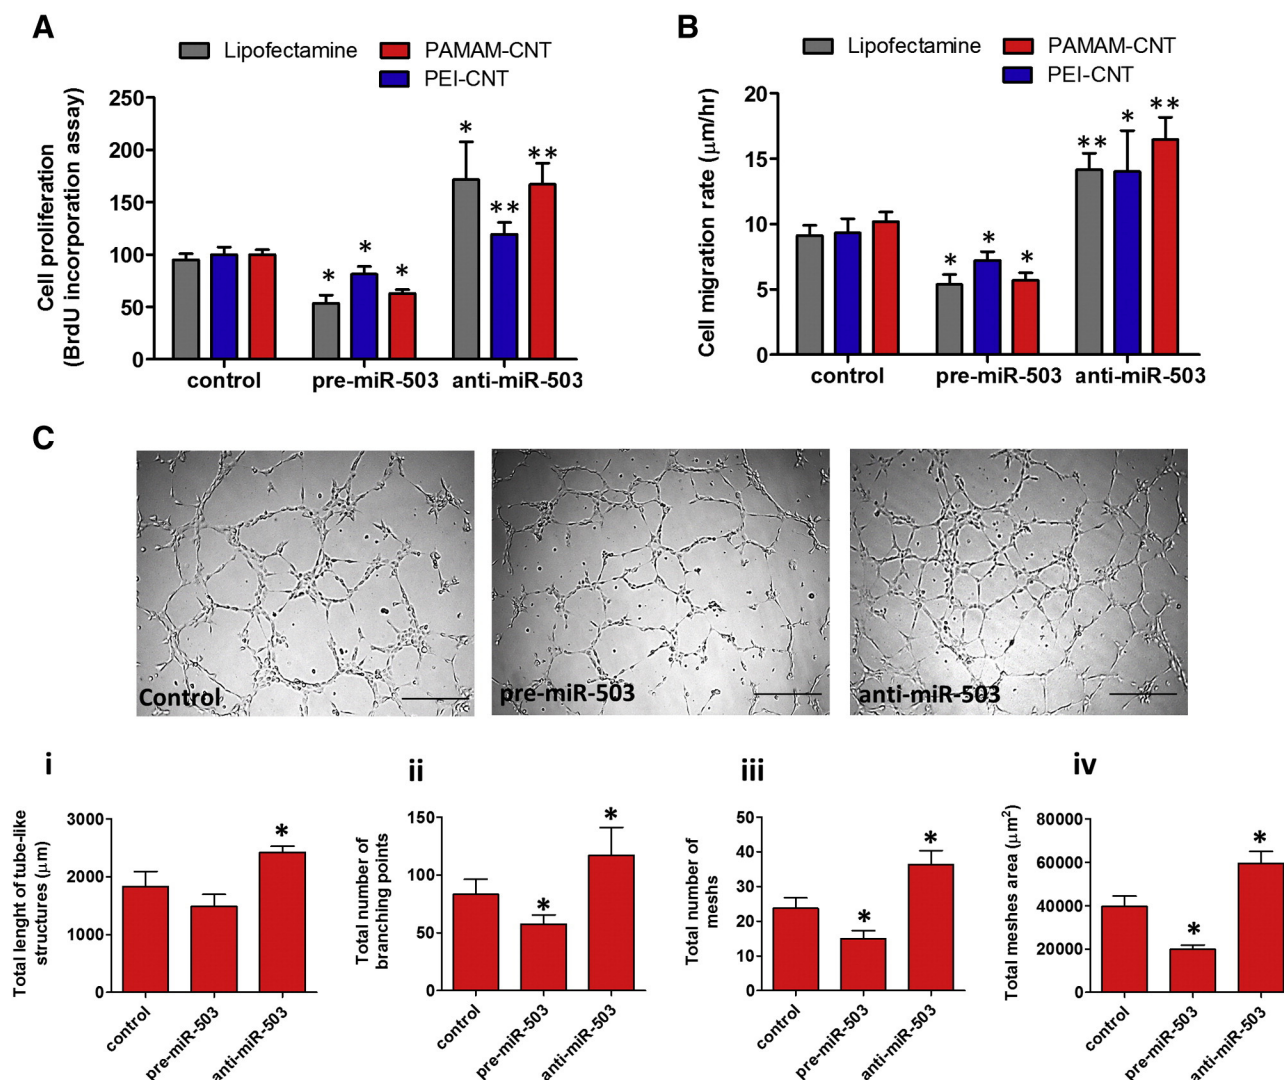 A
Lipofectamine PAMAM-CNT
PEI-CNT
Cell proliferation
(BrdU incorporation assay)
250
200
150
100
50
0
* * * * ** **
control pre-miR-503 anti-miR-503
B
Lipofectamine PAMAM-CNT
PEI-CNT
Cell migration rate (μm/hr)
20
15
10
5
0
* * * ** * **
control pre-miR-503 anti-miR-503
C
Control
pre-miR-503
anti-miR-503
i
Total lenght of tube-like
structures (μm)
3000
2000
1000
0
*
control
pre-miR-503
anti-miR-503
ii
Total number of
branching points
150
100
50
0
* *
control
pre-miR-503
anti-miR-503
iii
Total number of
meshs
50
40
30
20
10
0
* *
control
pre-miR-503
anti-miR-503
iv
Total meshes area (μm²)
80000
60000
40000
20000
0
* *
control
pre-miR-503
anti-miR-503